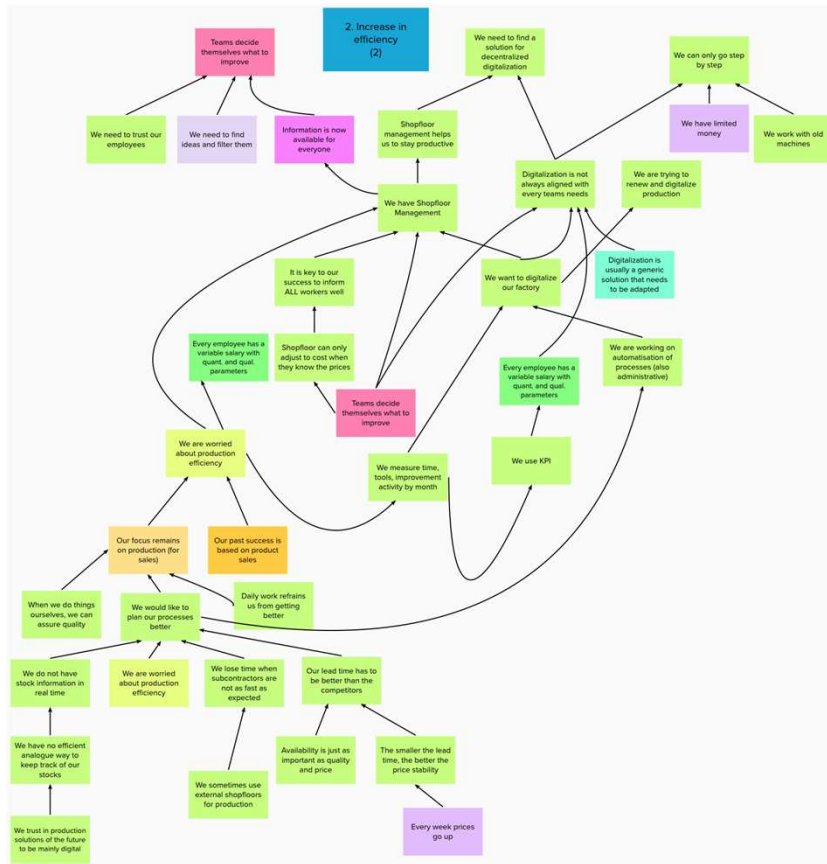 2. Increase in
efficiency
(2)
Teams decide
themselves what to
improve
We need to find a
solution for
decentralized
digitalization
We can only go step
by step
We need to trust our
employees
We need to find
ideas and filter them
Information is now
available for
everyone
Shopfloor
management helps
us to stay productive
We have limited
money
We work with old
machines
We have Shopfloor
Management
Digitalization is not
always aligned with
every teams needs
We are trying to
renew and digitalize
production
It is key to our
success to inform
ALL workers well
We want to digitalize
our factory
Digitalization is
usually a generic
solution that needs
to be adapted
Every employee has a
variable salary with
quant. and qual.
parameters
Shopfloor can only
adjust to cost when
they know the prices
Every employee has a
variable salary with
quant. and qual.
parameters
We are working on
automatisation of
processes (also
administrative)
Teams decide
themselves what to
improve
We are worried
about production
efficiency
We measure time,
tools, improvement
activity by month
We use KPI
Our focus remains
on production (for
sales)
Our past success is
based on product
sales
When we do things
ourselves, we can
assure quality
We would like to
plan our processes
better
Daily work refrains
us from getting
better
We do not have
stock information in
real time
We are worried
about production
efficiency
We lose time when
subcontractors are
not as fast as
expected
Our lead time has to
be better than the
competitors
We have no efficient
analogue way to
keep track of our
stocks
We sometimes use
external shopfloors
for production
Availability is just as
important as quality
and price
The smaller the lead
time, the better the
price stability
We trust in production
solutions of the future
to be mainly digital
Every week prices
go up